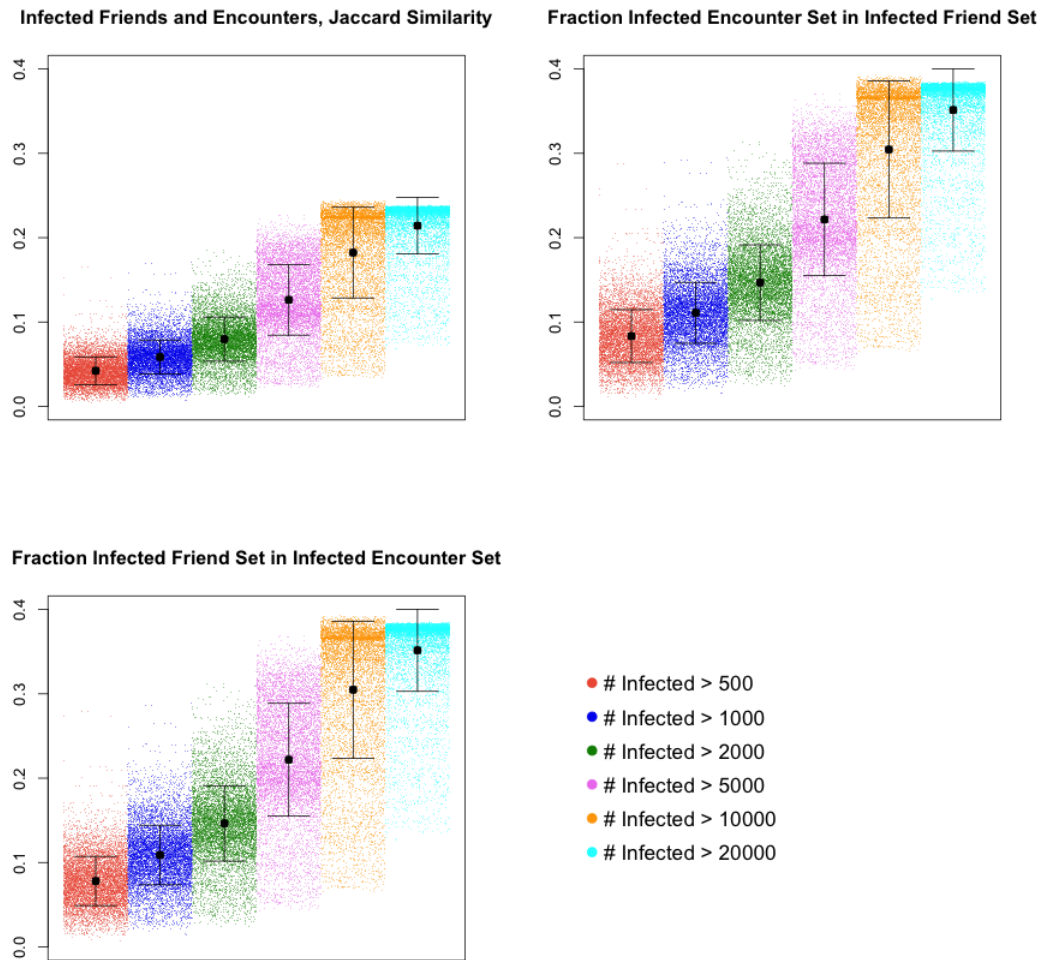 Infected Friends and Encounters, Jaccard Similarity
Fraction Infected Encounter Set in Infected Friend Set
0.4
0.3
0.2
0.1
0.0
0.4
0.3
0.2
0.1
0.0
Fraction Infected Friend Set in Infected Encounter Set
0.4
0.3
0.2
0.1
0.0
# Infected > 500
# Infected > 1000
# Infected > 2000
# Infected > 5000
# Infected > 10000
# Infected > 20000